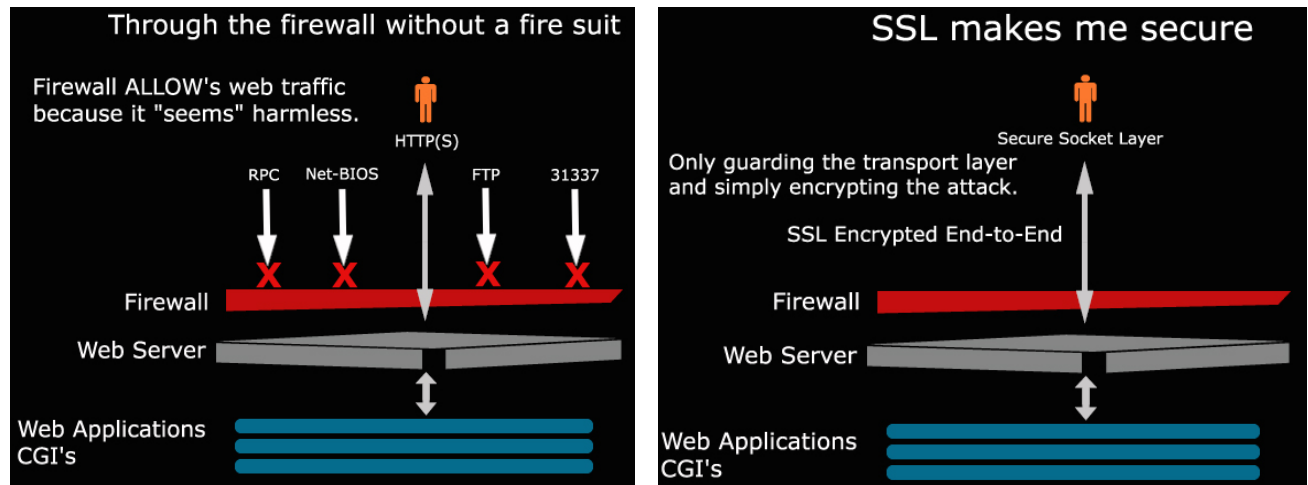 Through the firewall without a fire suit
Firewall ALLOW's web traffic
because it "seems" harmless.
HTTP(S)
RPC
Net-BIOS
FTP
31337
X
X
X
X
Firewall
Web Server
Web Applications
CGI's
SSL makes me secure
Secure Socket Layer
Only guarding the transport layer
and simply encrypting the attack.
SSL Encrypted End-to-End
Firewall
Web Server
Web Applications
CGI's